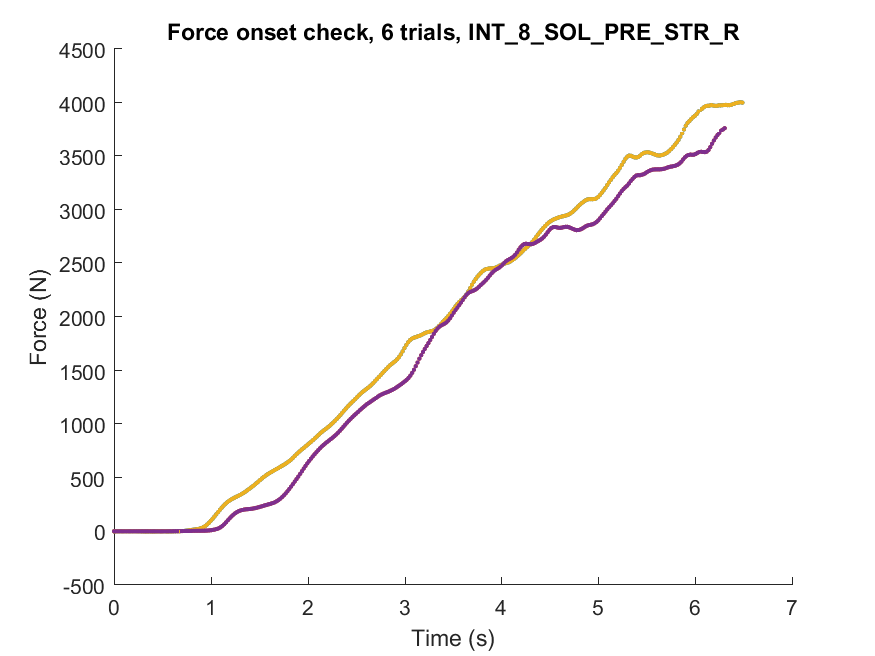 Force onset check, 6 trials, INT_8_SOL_PRE_STR_R
4500
4000
3500
3000
2500
2000
1500
1000
500
0
-500
Force (N)
0 1 2 3 4 5 6 7
Time (s)